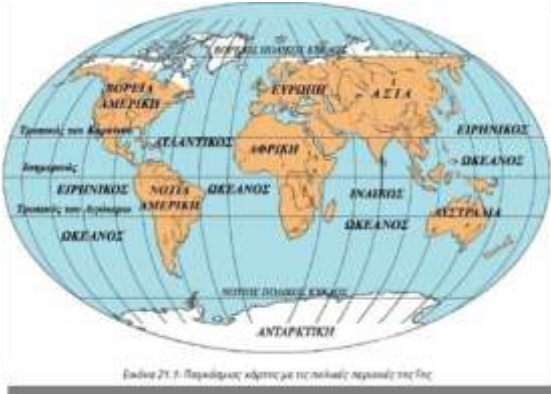 ΒΟΡΕΙΟΣ ΠΟΛΙΚΟΣ ΚΥΚΛΟΣ
ΒΟΡΕΙΑ
ΑΜΕΡΙΚΗ
ΕΥΡΩΠΗ
ΑΣΙΑ
Τροπικός του Καρκίνου
ΑΤΛΑΝΤΙΚΟΣ
ΑΦΡΙΚΗ
ΕΙΡΗΝΙΚΟΣ
ΩΚΕΑΝΟΣ
Ισημερινός
ΕΙΡΗΝΙΚΟΣ
ΝΟΤΙΑ
ΑΜΕΡΙΚΗ
ΩΚΕΑΝΟΣ
ΙΝΔΙΚΟΣ
Τροπικός του Αιγόκερω
ΑΥΣΤΡΑΛΙΑ
ΩΚΕΑΝΟΣ
ΩΚΕΑΝΟΣ
ΝΟΤΙΟΣ ΠΟΛΙΚΟΣ ΚΥΚΛΟΣ
ΑΝΤΑΡΚΤΙΚΗ
Εικόνα 21.1: Παγκόσμιος χάρτης με τις πολικές περιοχές της Γης